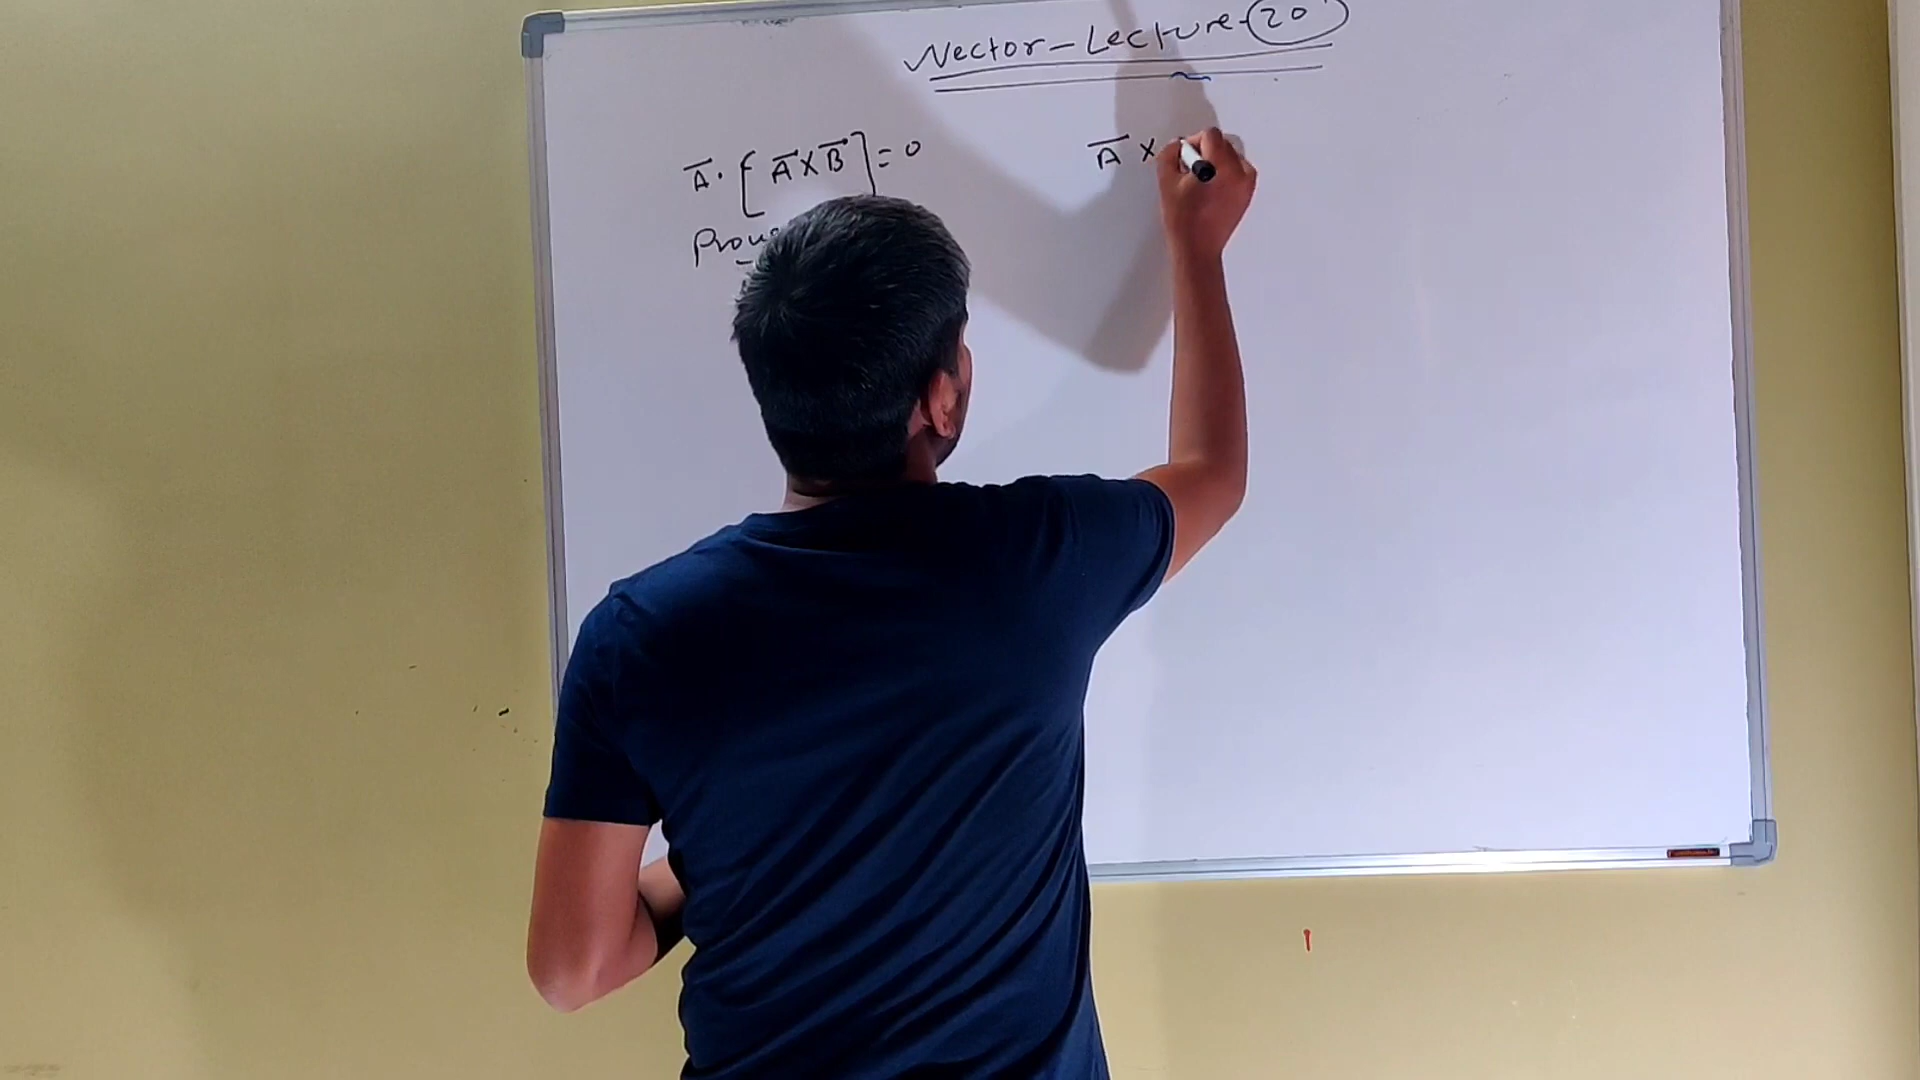 Vector-Lecture-20
A⃗. [A⃗ X B⃗] = 0
A⃗ X